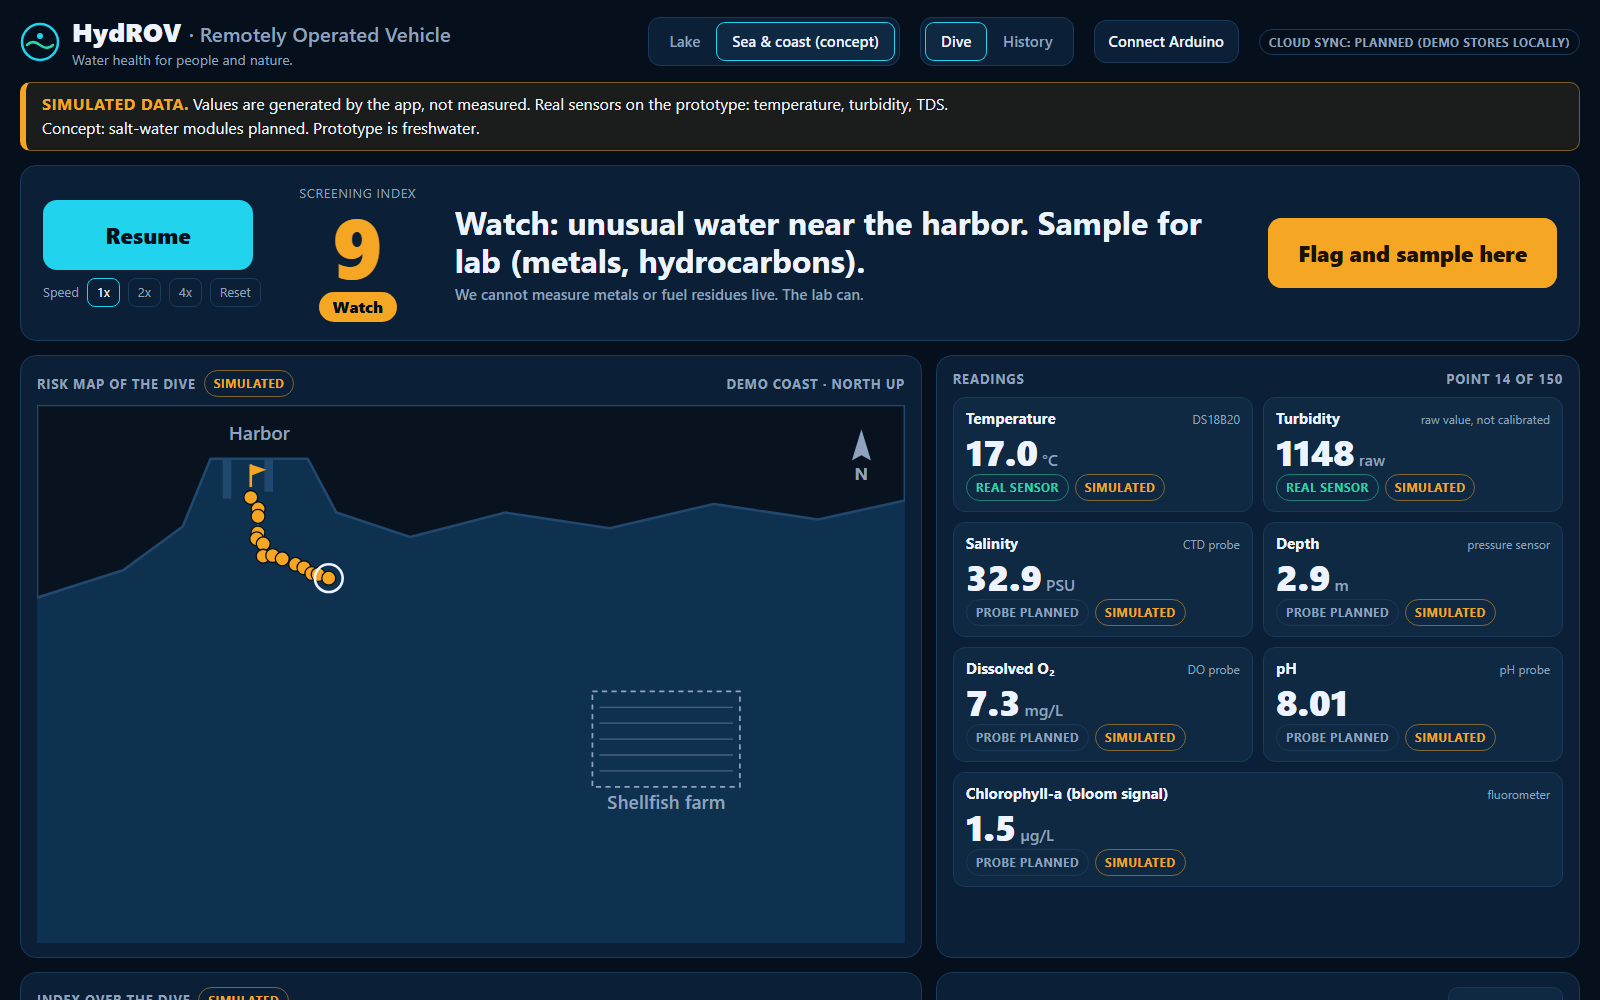 HydROV · Remotely Operated Vehicle
Water health for people and nature.
Lake
Sea & coast (concept)
Dive
History
Connect Arduino
CLOUD SYNC: PLANNED (DEMO STORES LOCALLY)
SIMULATED DATA. Values are generated by the app, not measured. Real sensors on the prototype: temperature, turbidity, TDS.
Concept: salt-water modules planned. Prototype is freshwater.
Resume
Speed
1x
2x
4x
Reset
SCREENING INDEX
9
Watch
Watch: unusual water near the harbor. Sample for
lab (metals, hydrocarbons).
We cannot measure metals or fuel residues live. The lab can.
Flag and sample here
RISK MAP OF THE DIVE
SIMULATED
DEMO COAST · NORTH UP
Harbor
N
Shellfish farm
READINGS
POINT 14 OF 150
Temperature
DS18B20
17.0 °C
REAL SENSOR
SIMULATED
Turbidity
raw value, not calibrated
1148 raw
REAL SENSOR
SIMULATED
Salinity
CTD probe
32.9 PSU
PROBE PLANNED
SIMULATED
Depth
pressure sensor
2.9 m
PROBE PLANNED
SIMULATED
Dissolved O₂
DO probe
7.3 mg/L
PROBE PLANNED
SIMULATED
pH
pH probe
8.01
PROBE PLANNED
SIMULATED
Chlorophyll-a (bloom signal)
fluorometer
1.5 µg/L
PROBE PLANNED
SIMULATED
INDEX OVER THE DIVE
SIMULATED